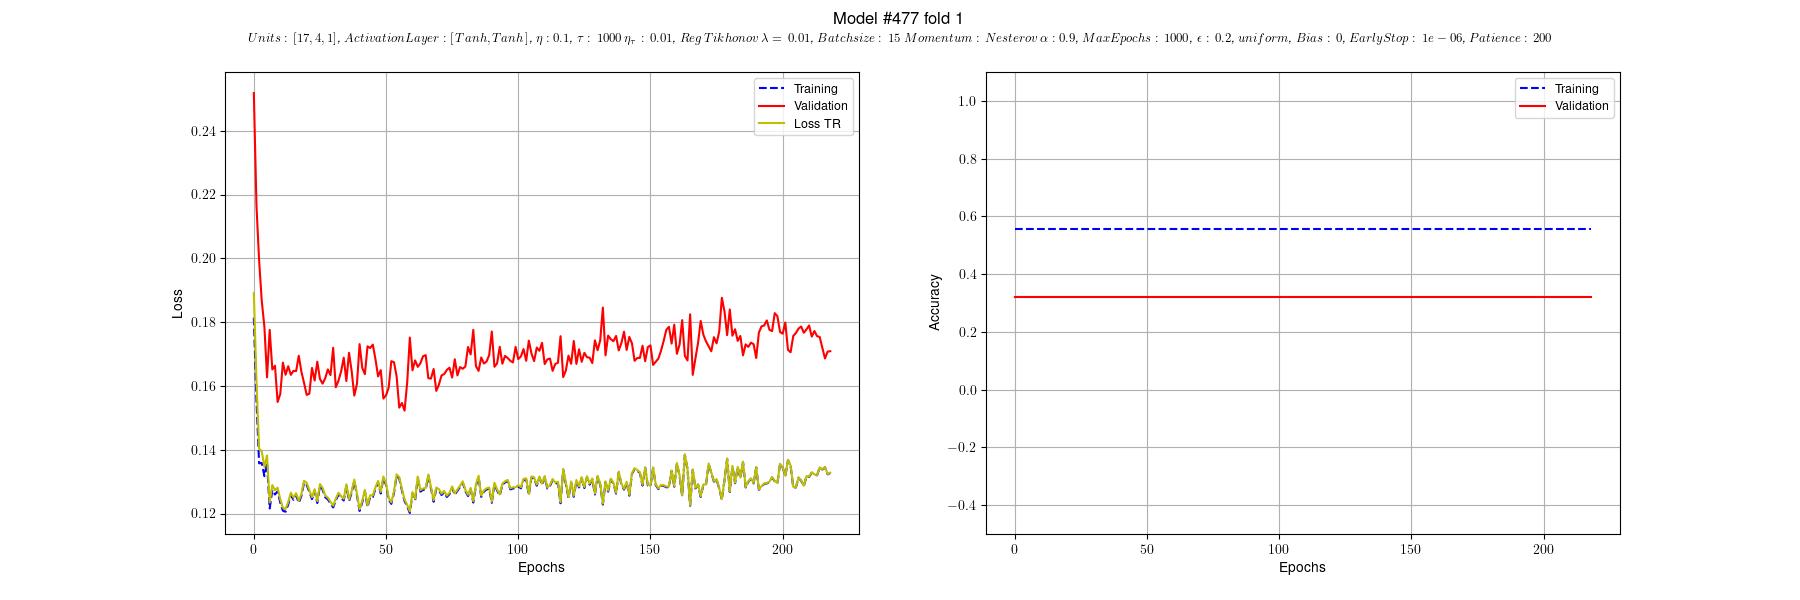 Model #477 fold 1
Units : [17, 4, 1], ActivationLayer : [Tanh, Tanh], η : 0.1, τ : 1000 ητ : 0.01, Reg Tikhonov λ = 0.01, Batchsize : 15 Momentum : Nesterov α : 0.9, MaxEpochs : 1000, ϵ : 0.2, uniform, Bias : 0, EarlyStop : 1e − 06, Patience : 200
Training
Validation
Loss TR
0.24
0.22
0.20
0.18
0.16
0.14
0.12
Loss
0
50
100
150
200
Epochs
Training
Validation
1.0
0.8
0.6
0.4
0.2
0.0
−0.2
−0.4
Accuracy
0
50
100
150
200
Epochs